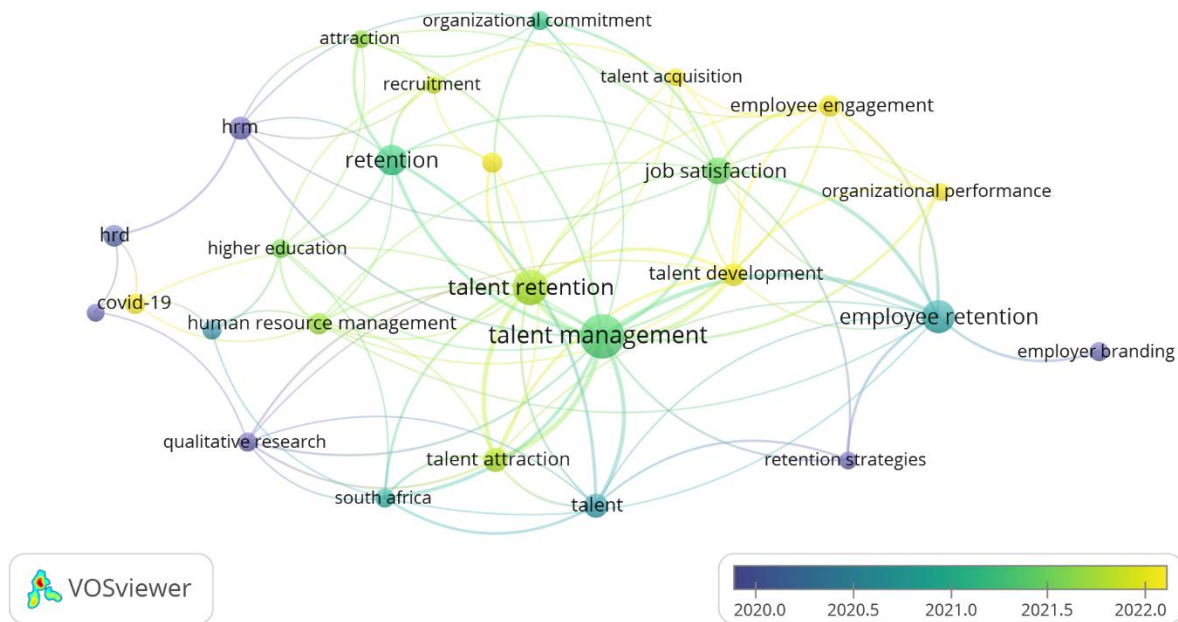 organizational commitment
attraction
talent acquisition
recruitment
employee engagement
hrm
retention
job satisfaction
organizational performance
hrd
higher education
talent development
talent retention
covid-19
human resource management
employee retention
talent management
employer branding
qualitative research
talent attraction
retention strategies
south africa
talent
VOSviewer
2020.0 2020.5 2021.0 2021.5 2022.0